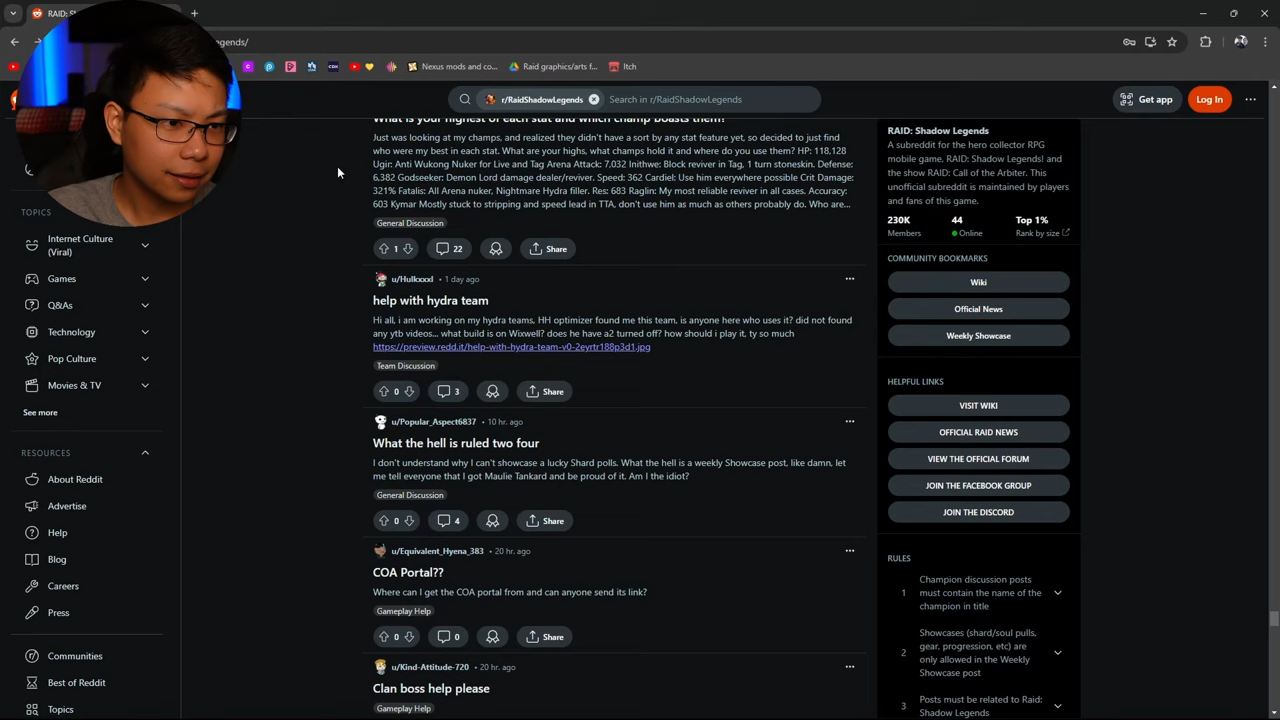 RAID: S
egends/
Nexus mods and co...
Raid graphics/arts f...
Itch
r/RaidShadowLegends
Search in r/RaidShadowLegends
Get app
Log In
TOPICS
Internet Culture
(Viral)
Games
Q&As
Technology
Pop Culture
Movies & TV
See more
RESOURCES
About Reddit
Advertise
Help
Blog
Careers
Press
Communities
Best of Reddit
Topics
What is your highest of each stat and which champ boasts them?
Just was looking at my champs, and realized they didn't have a sort by any stat feature yet, so decided to just find
who were my best in each stat. What are your highs, what champs hold it and where do you use them? HP: 118,128
Ugir: Anti Wukong Nuker for Live and Tag Arena Attack: 7,032 Inithwe: Block reviver in Tag, 1 turn stoneskin. Defense:
6,382 Godseeker: Demon Lord damage dealer/reviver. Speed: 362 Cardiel: Use him everywhere possible Crit Damage:
321% Fatalis: All Arena nuker, Nightmare Hydra filler. Res: 683 Raglin: My most reliable reviver in all cases. Accuracy:
603 Kymar Mostly stuck to stripping and speed lead in TTA, don't use him as much as others probably do. Who are...
General Discussion
1
22
Share
u/Hulkxxxl • 1 day ago
help with hydra team
Hi all, i am working on my hydra teams, HH optimizer found me this team, is anyone here who uses it? did not found
any ytb videos... what build is on Wixwell? does he have a2 turned off? how should i play it, ty so much
https://preview.redd.it/help-with-hydra-team-v0-2eyrtr188p3d1.jpg
Team Discussion
0
3
Share
u/Popular_Aspect6837 • 10 hr. ago
What the hell is ruled two four
I don't understand why I can't showcase a lucky Shard polls. What the hell is a weekly Showcase post, like damn, let
me tell everyone that I got Maulie Tankard and be proud of it. Am I the idiot?
General Discussion
0
4
Share
u/Equivalent_Hyena_383 • 20 hr. ago
COA Portal??
Where can I get the COA portal from and can anyone send its link?
Gameplay Help
0
0
Share
u/Kind-Attitude-720 • 20 hr. ago
Clan boss help please
Gameplay Help
RAID: Shadow Legends
A subreddit for the hero collector RPG
mobile game, RAID: Shadow Legends! and
the show RAID: Call of the Arbiter. This
unofficial subreddit is maintained by players
and fans of this game.
230K
Members
44
Online
Top 1%
Rank by size
COMMUNITY BOOKMARKS
Wiki
Official News
Weekly Showcase
HELPFUL LINKS
VISIT WIKI
OFFICIAL RAID NEWS
VIEW THE OFFICIAL FORUM
JOIN THE FACEBOOK GROUP
JOIN THE DISCORD
RULES
1
Champion discussion posts
must contain the name of the
champion in title
2
Showcases (shard/soul pulls,
gear, progression, etc) are
only allowed in the Weekly
Showcase post
3
Posts must be related to Raid:
Shadow Legends